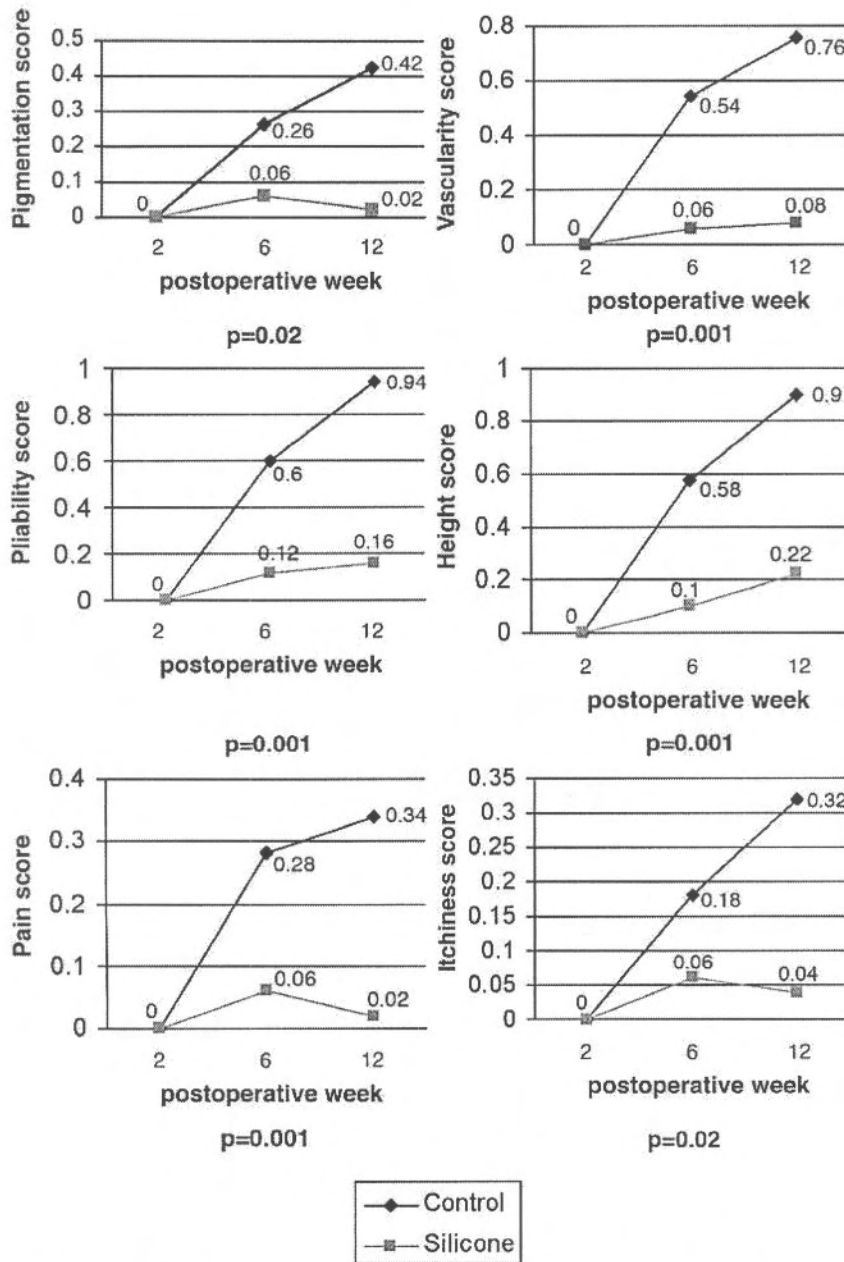 Pigmentation score
0.5
0.4
0.3
0.2
0.1
0
0
0.26
0.42
0.06
0.02
2 6 12
postoperative week
p=0.02
Vascularity score
0.8
0.6
0.4
0.2
0
0
0.54
0.76
0.06
0.08
2 6 12
postoperative week
p=0.001
Pliability score
1
0.8
0.6
0.4
0.2
0
0
0.6
0.94
0.12
0.16
2 6 12
postoperative week
p=0.001
Height score
1
0.8
0.6
0.4
0.2
0
0
0.58
0.9
0.1
0.22
2 6 12
postoperative week
p=0.001
Pain score
0.4
0.3
0.2
0.1
0
0
0.28
0.34
0.06
0.02
2 6 12
postoperative week
p=0.001
Itchiness score
0.35
0.3
0.25
0.2
0.15
0.1
0.05
0
0
0.18
0.32
0.06
0.04
2 6 12
postoperative week
p=0.02
Control
Silicone